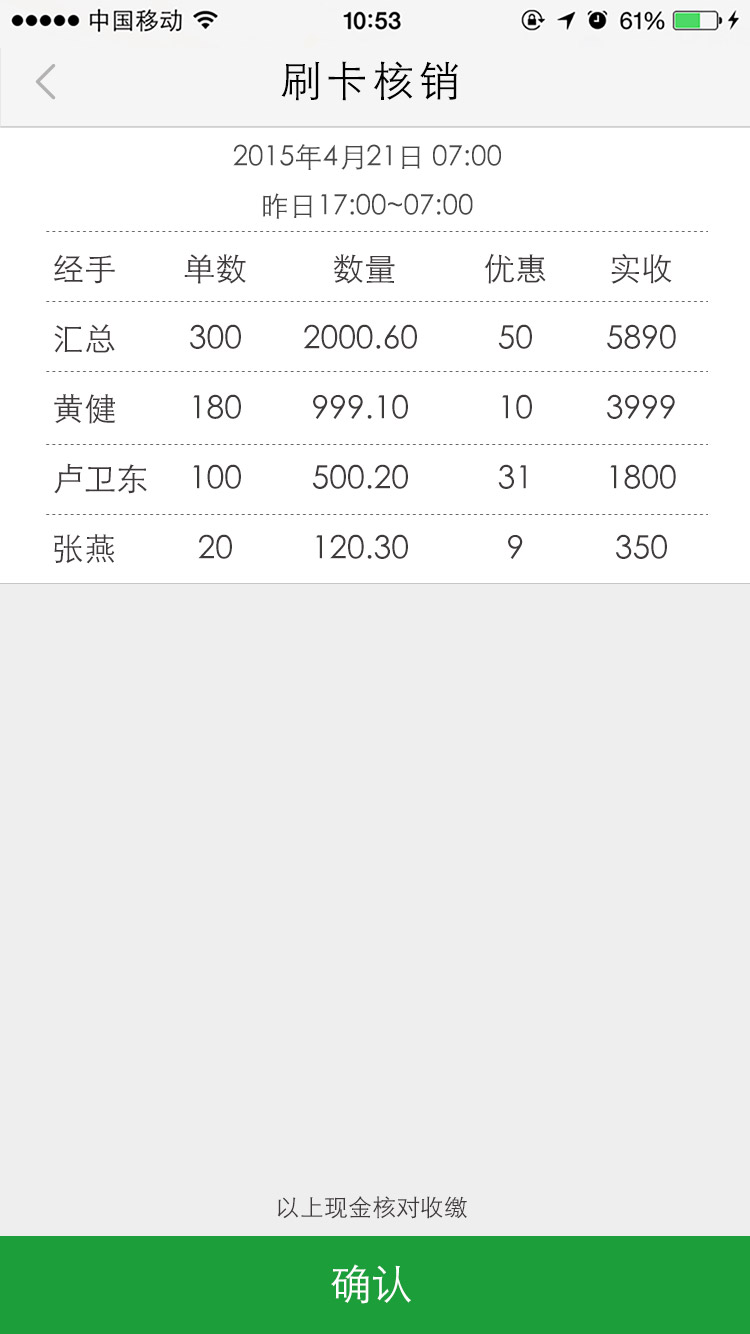 中国移动 10:53 61%
刷卡核销
2015年4月21日 07:00
昨日17:00~07:00
经手 单数 数量 优惠 实收
汇总 300 2000.60 50 5890
黄健 180 999.10 10 3999
卢卫东 100 500.20 31 1800
张燕 20 120.30 9 350
以上现金核对收缴
确认